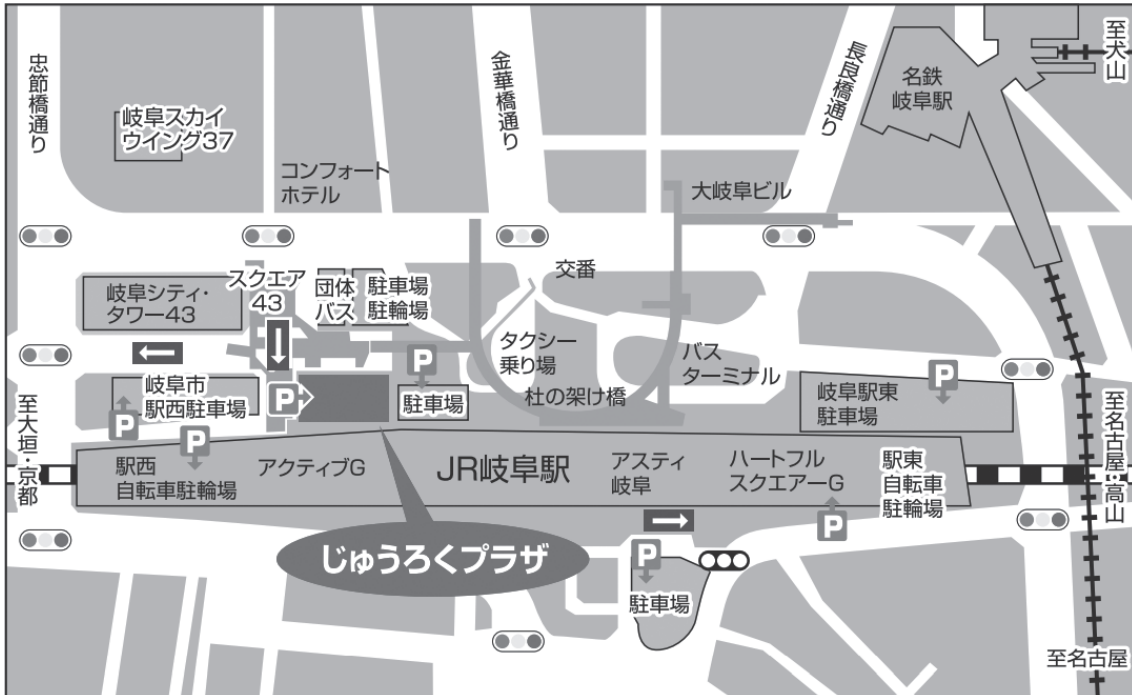 忠節橋通り
金華橋通り
長良橋通り
至犬山
名鉄
岐阜駅
岐阜スカイ
ウイング37
コンフォート
ホテル
大岐阜ビル
交番
スクエア
43
団体
バス
駐車場
駐輪場
岐阜シティ・
タワー43
タクシー
乗り場
バス
ターミナル
P
P
岐阜市
駅西駐車場
P
駐車場
杜の架け橋
岐阜駅東
駐車場
P
P
至大垣・京都
至名古屋・高山
駅西
自転車駐輪場
アクティブG
JR岐阜駅
アスティ
岐阜
ハートフル
スクエアーG
駅東
自転車
駐輪場
P
じゅうろくプラザ
P
駐車場
至名古屋